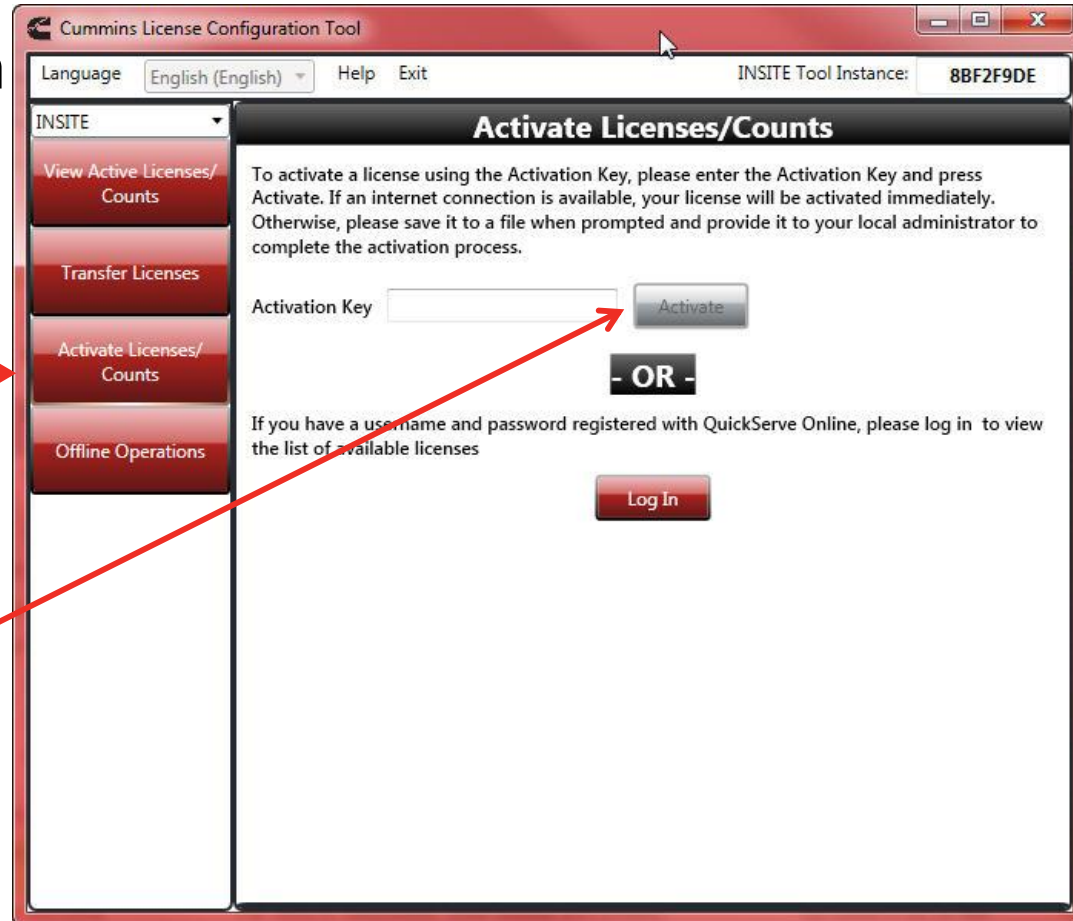 Cummins License Configuration Tool
n
Language English (English) Help Exit INSITE Tool Instance: 8BF2F9DE
INSITE
Activate Licenses/Counts
View Active Licenses/
Counts
Transfer Licenses
Activate Licenses/
Counts
Offline Operations
To activate a license using the Activation Key, please enter the Activation Key and press
Activate. If an internet connection is available, your license will be activated immediately.
Otherwise, please save it to a file when prompted and provide it to your local administrator to
complete the activation process.
Activation Key Activate
- OR -
If you have a username and password registered with QuickServe Online, please log in to view
the list of available licenses
Log In